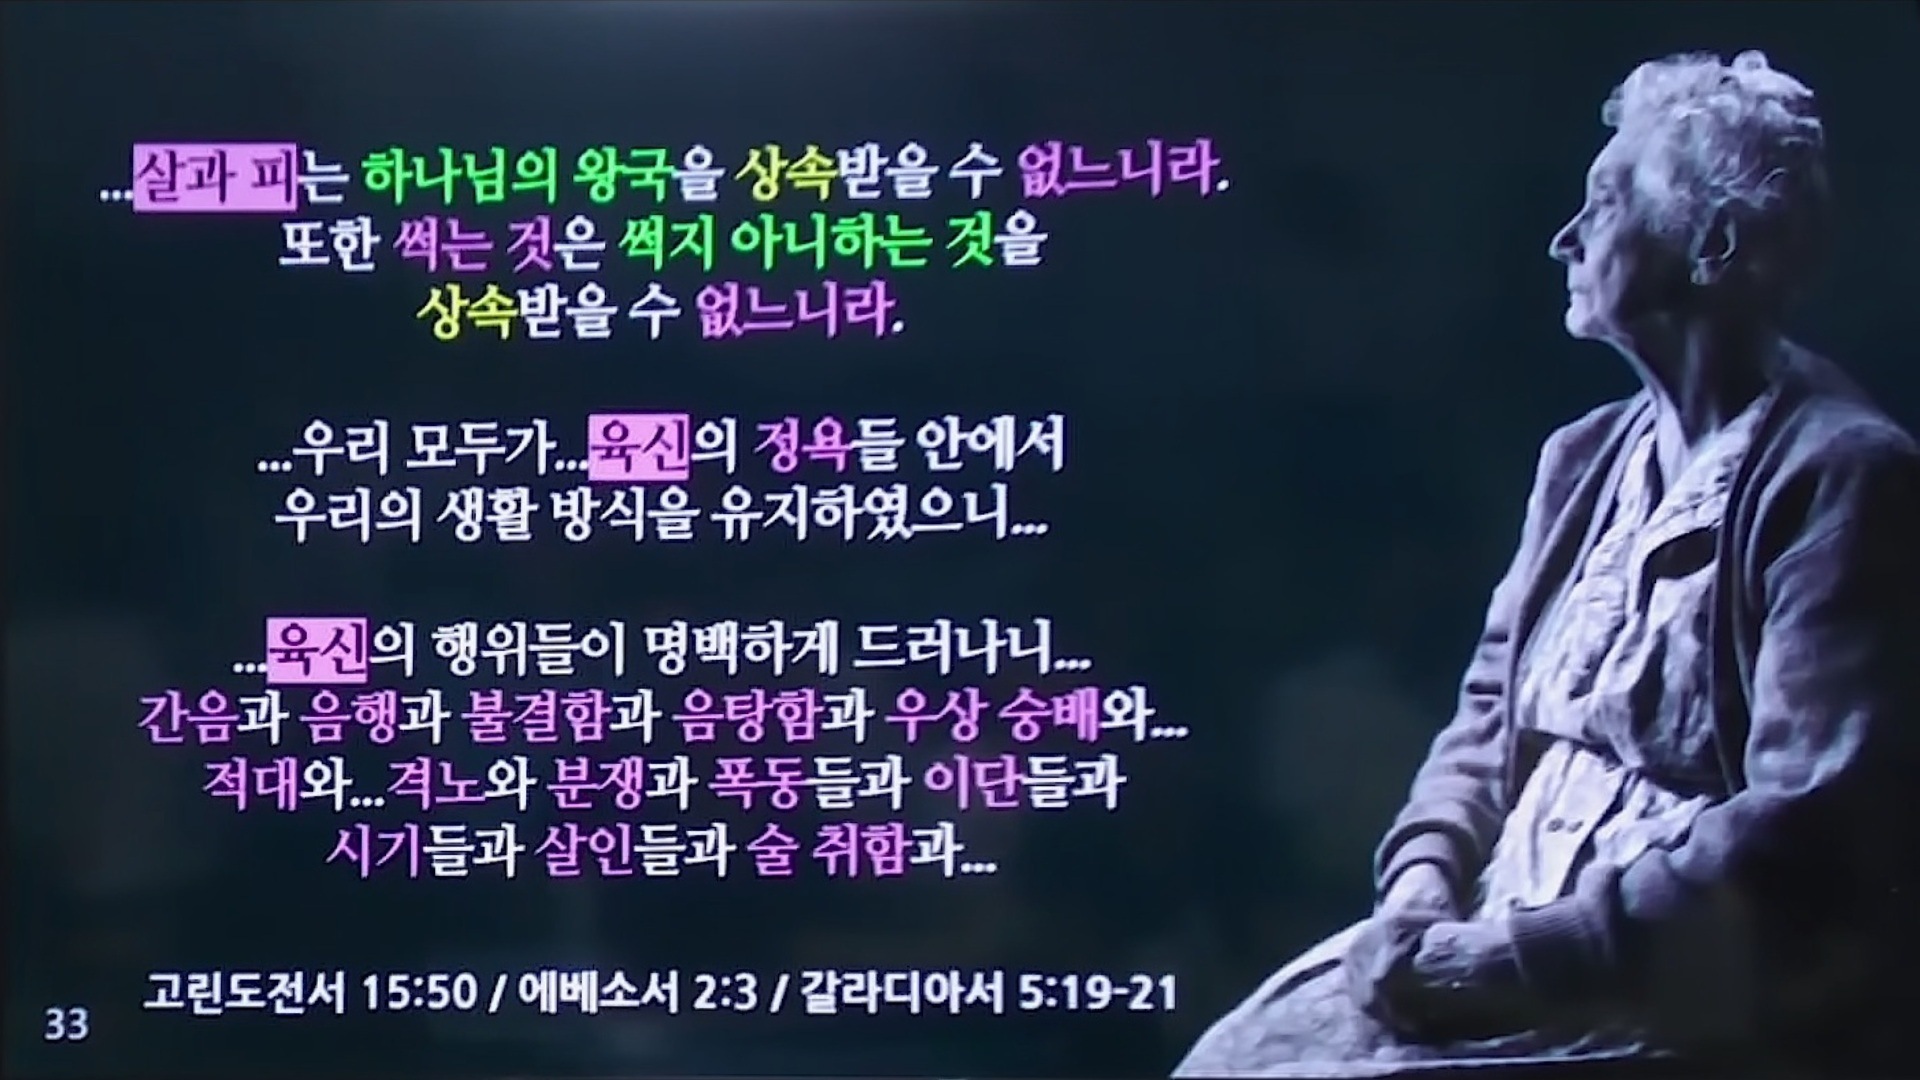 ...살과 피는 하나님의 왕국을 상속받을 수 없느니라.
또한 썩는 것은 썩지 아니하는 것을
상속받을 수 없느니라.
...우리 모두가...육신의 정욕들 안에서
우리의 생활 방식을 유지하였으니...
...육신의 행위들이 명백하게 드러나니...
간음과 음행과 불결함과 음탕함과 우상 숭배와...
적대와...격노와 분쟁과 폭동들과 이단들과
시기들과 살인들과 술 취함과...
고린도전서 15:50 / 에베소서 2:3 / 갈라디아서 5:19-21
33